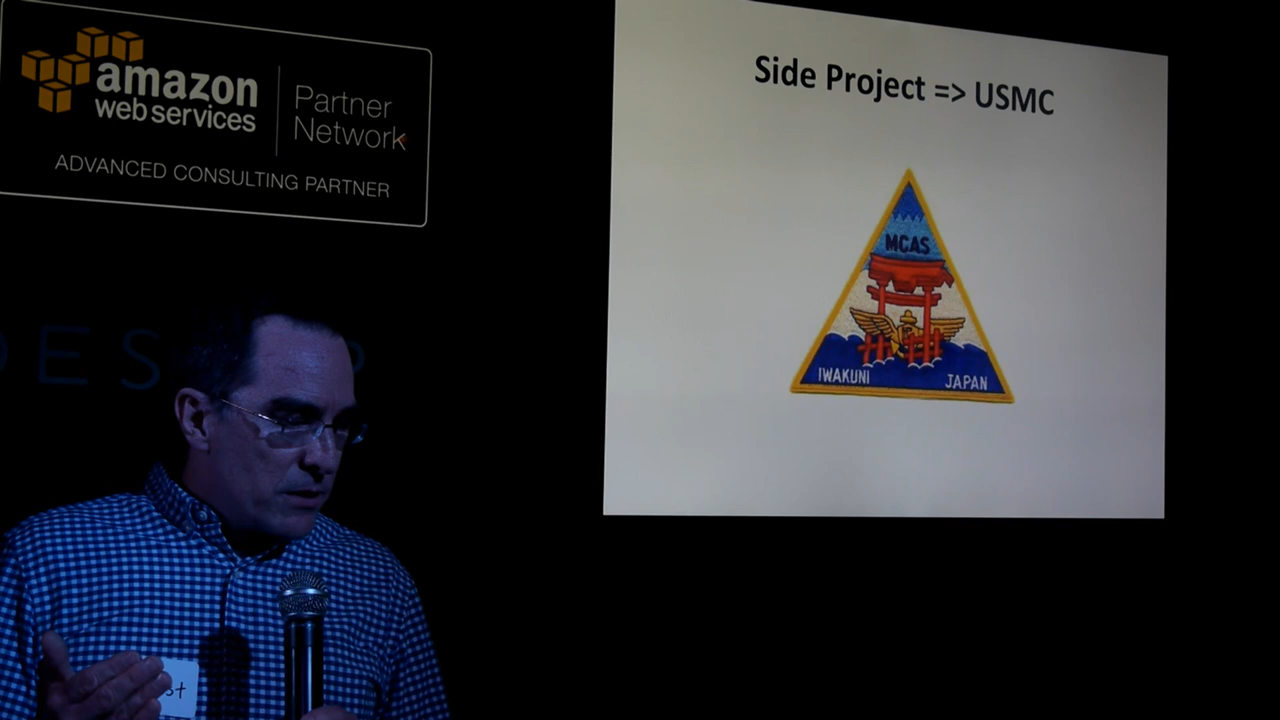 amazon
web services
Partner
Network
ADVANCED CONSULTING PARTNER
Side Project => USMC
MCAS
IWAKUNI
JAPAN